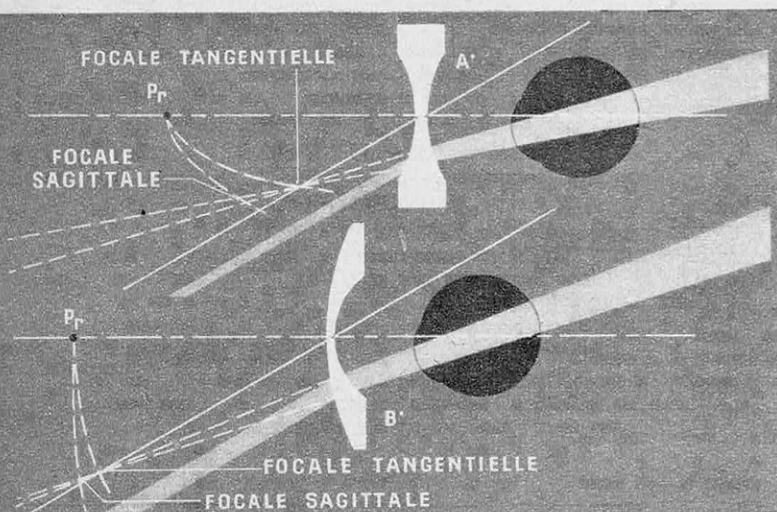 FOCALE TANGENTIELLE
A'
Pr
FOCALE
SAGITTALE
Pr
B'
FOCALE TANGENTIELLE
FOCALE SAGITTALE